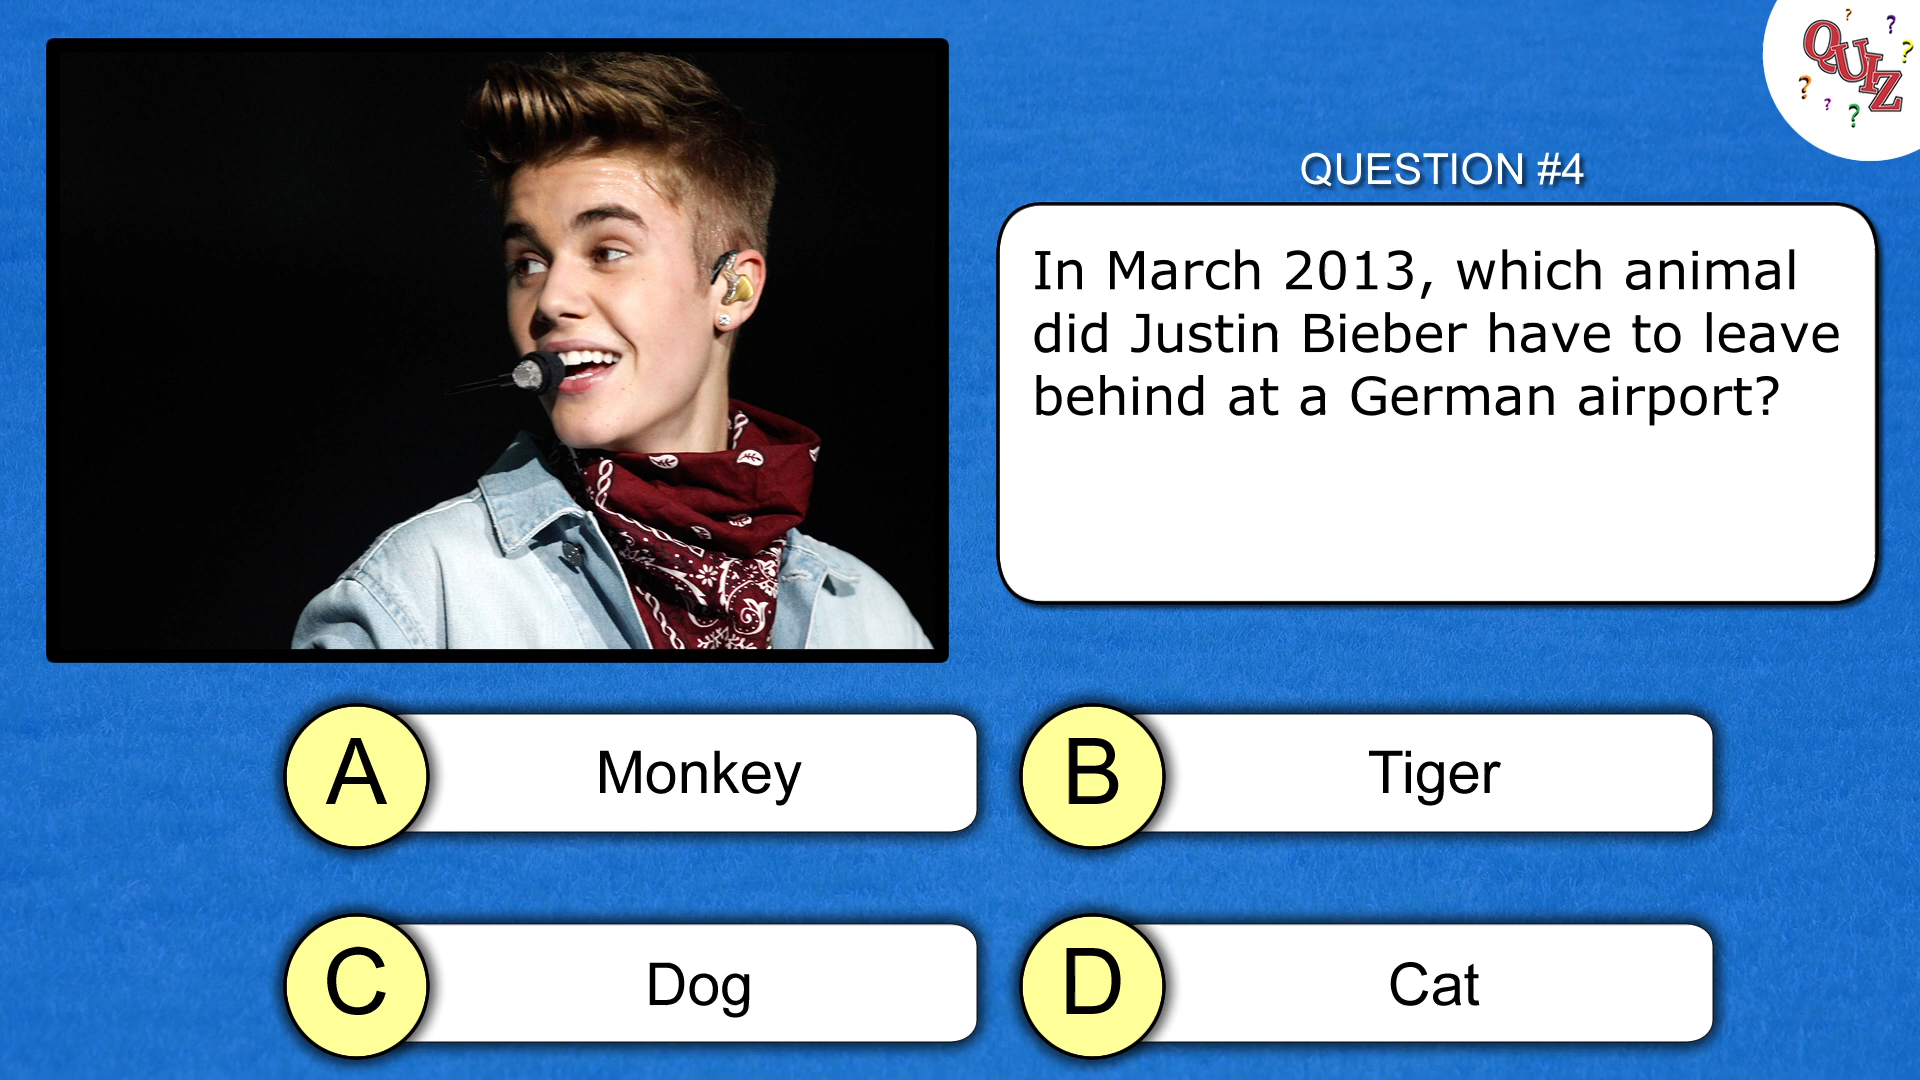 QUIZ
QUESTION #4
In March 2013, which animal
did Justin Bieber have to leave
behind at a German airport?
A Monkey
B Tiger
C Dog
D Cat